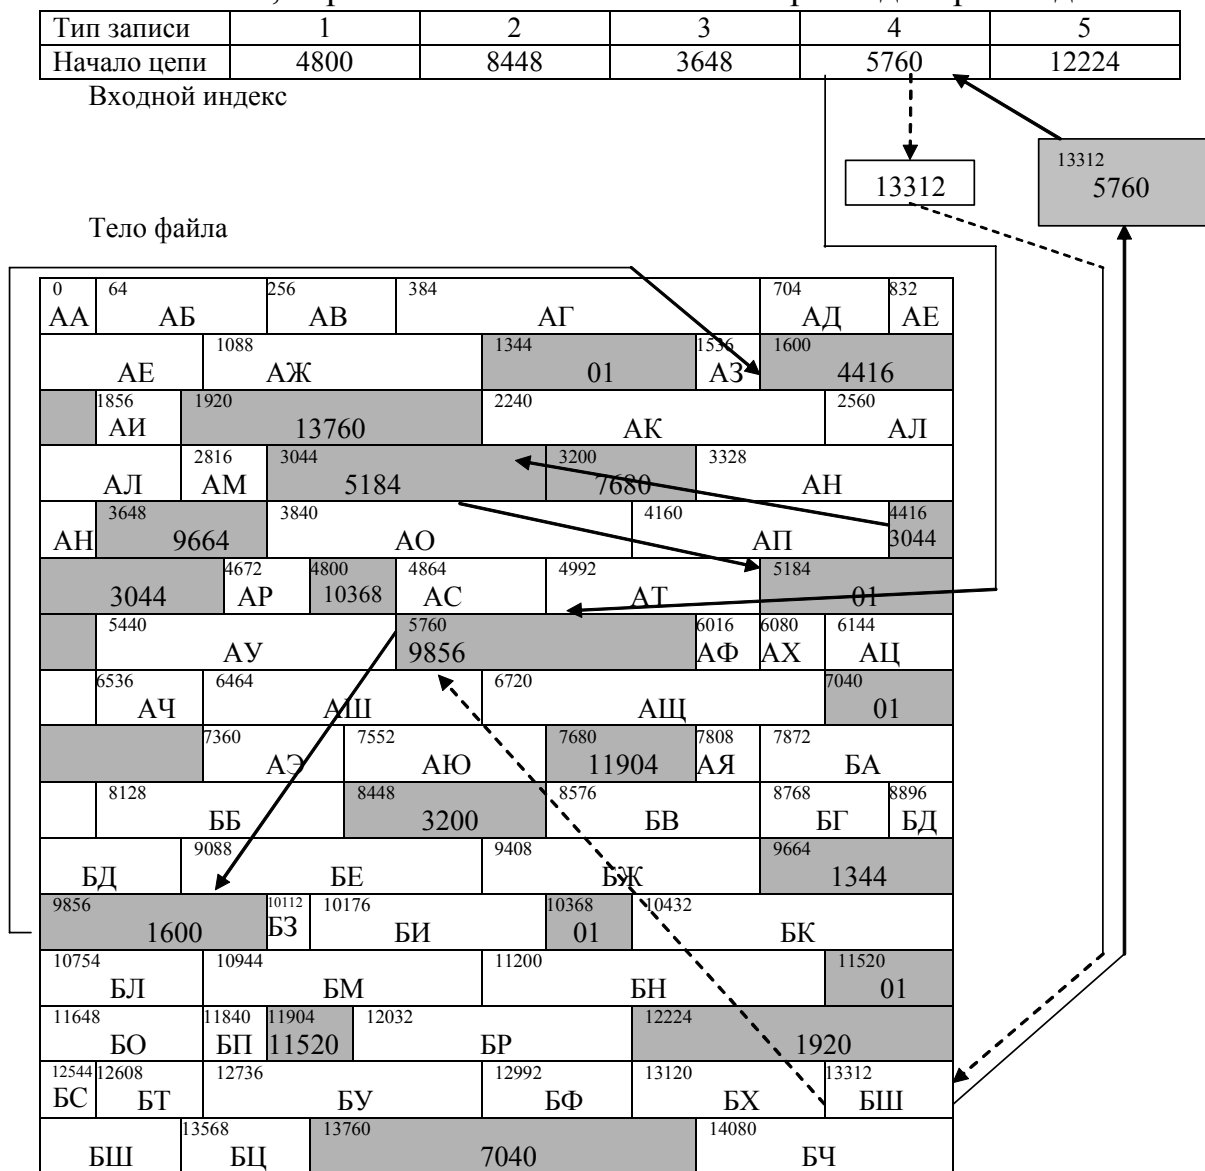 Тип записи 1 2 3 4 5
Начало цепи 4800 8448 3648 5760 12224
Входной индекс
13312
13312 5760
Тело файла
0 64 256 384 704 832
АА АБ АВ АГ АД АЕ
1088 1344 1536 1600
АЕ АЖ 01 АЗ 4416
1856 1920 2240 2560
АИ 13760 АК АЛ
2816 3044 3200 3328
АЛ АМ 5184 7680 АН
3648 3840 4160 4416
АН 9664 АО АП 3044
4672 4800 4864 4992 5184
3044 АР 10368 АС АТ 01
5440 5760 6016 6080 6144
АУ 9856 АФ АХ АЦ
6536 6464 6720 7040
АЧ АШ АЩ 01
7360 7552 7680 7808 7872
АЭ АЮ 11904 АЯ БА
8128 8448 8576 8768 8896
ББ 3200 БВ БГ БД
9088 9408 9664
БД БЕ БЖ 1344
9856 10112 10176 10368 10432
1600 БЗ БИ 01 БК
10754 10944 11200 11520
БЛ БМ БН 01
11648 11840 11904 12032 12224
БО БП 11520 БР 1920
12544 12608 12736 12992 13120 13312
БС БТ БУ БФ БХ БШ
13568 13760 14080
БШ БЦ 7040 БЧ